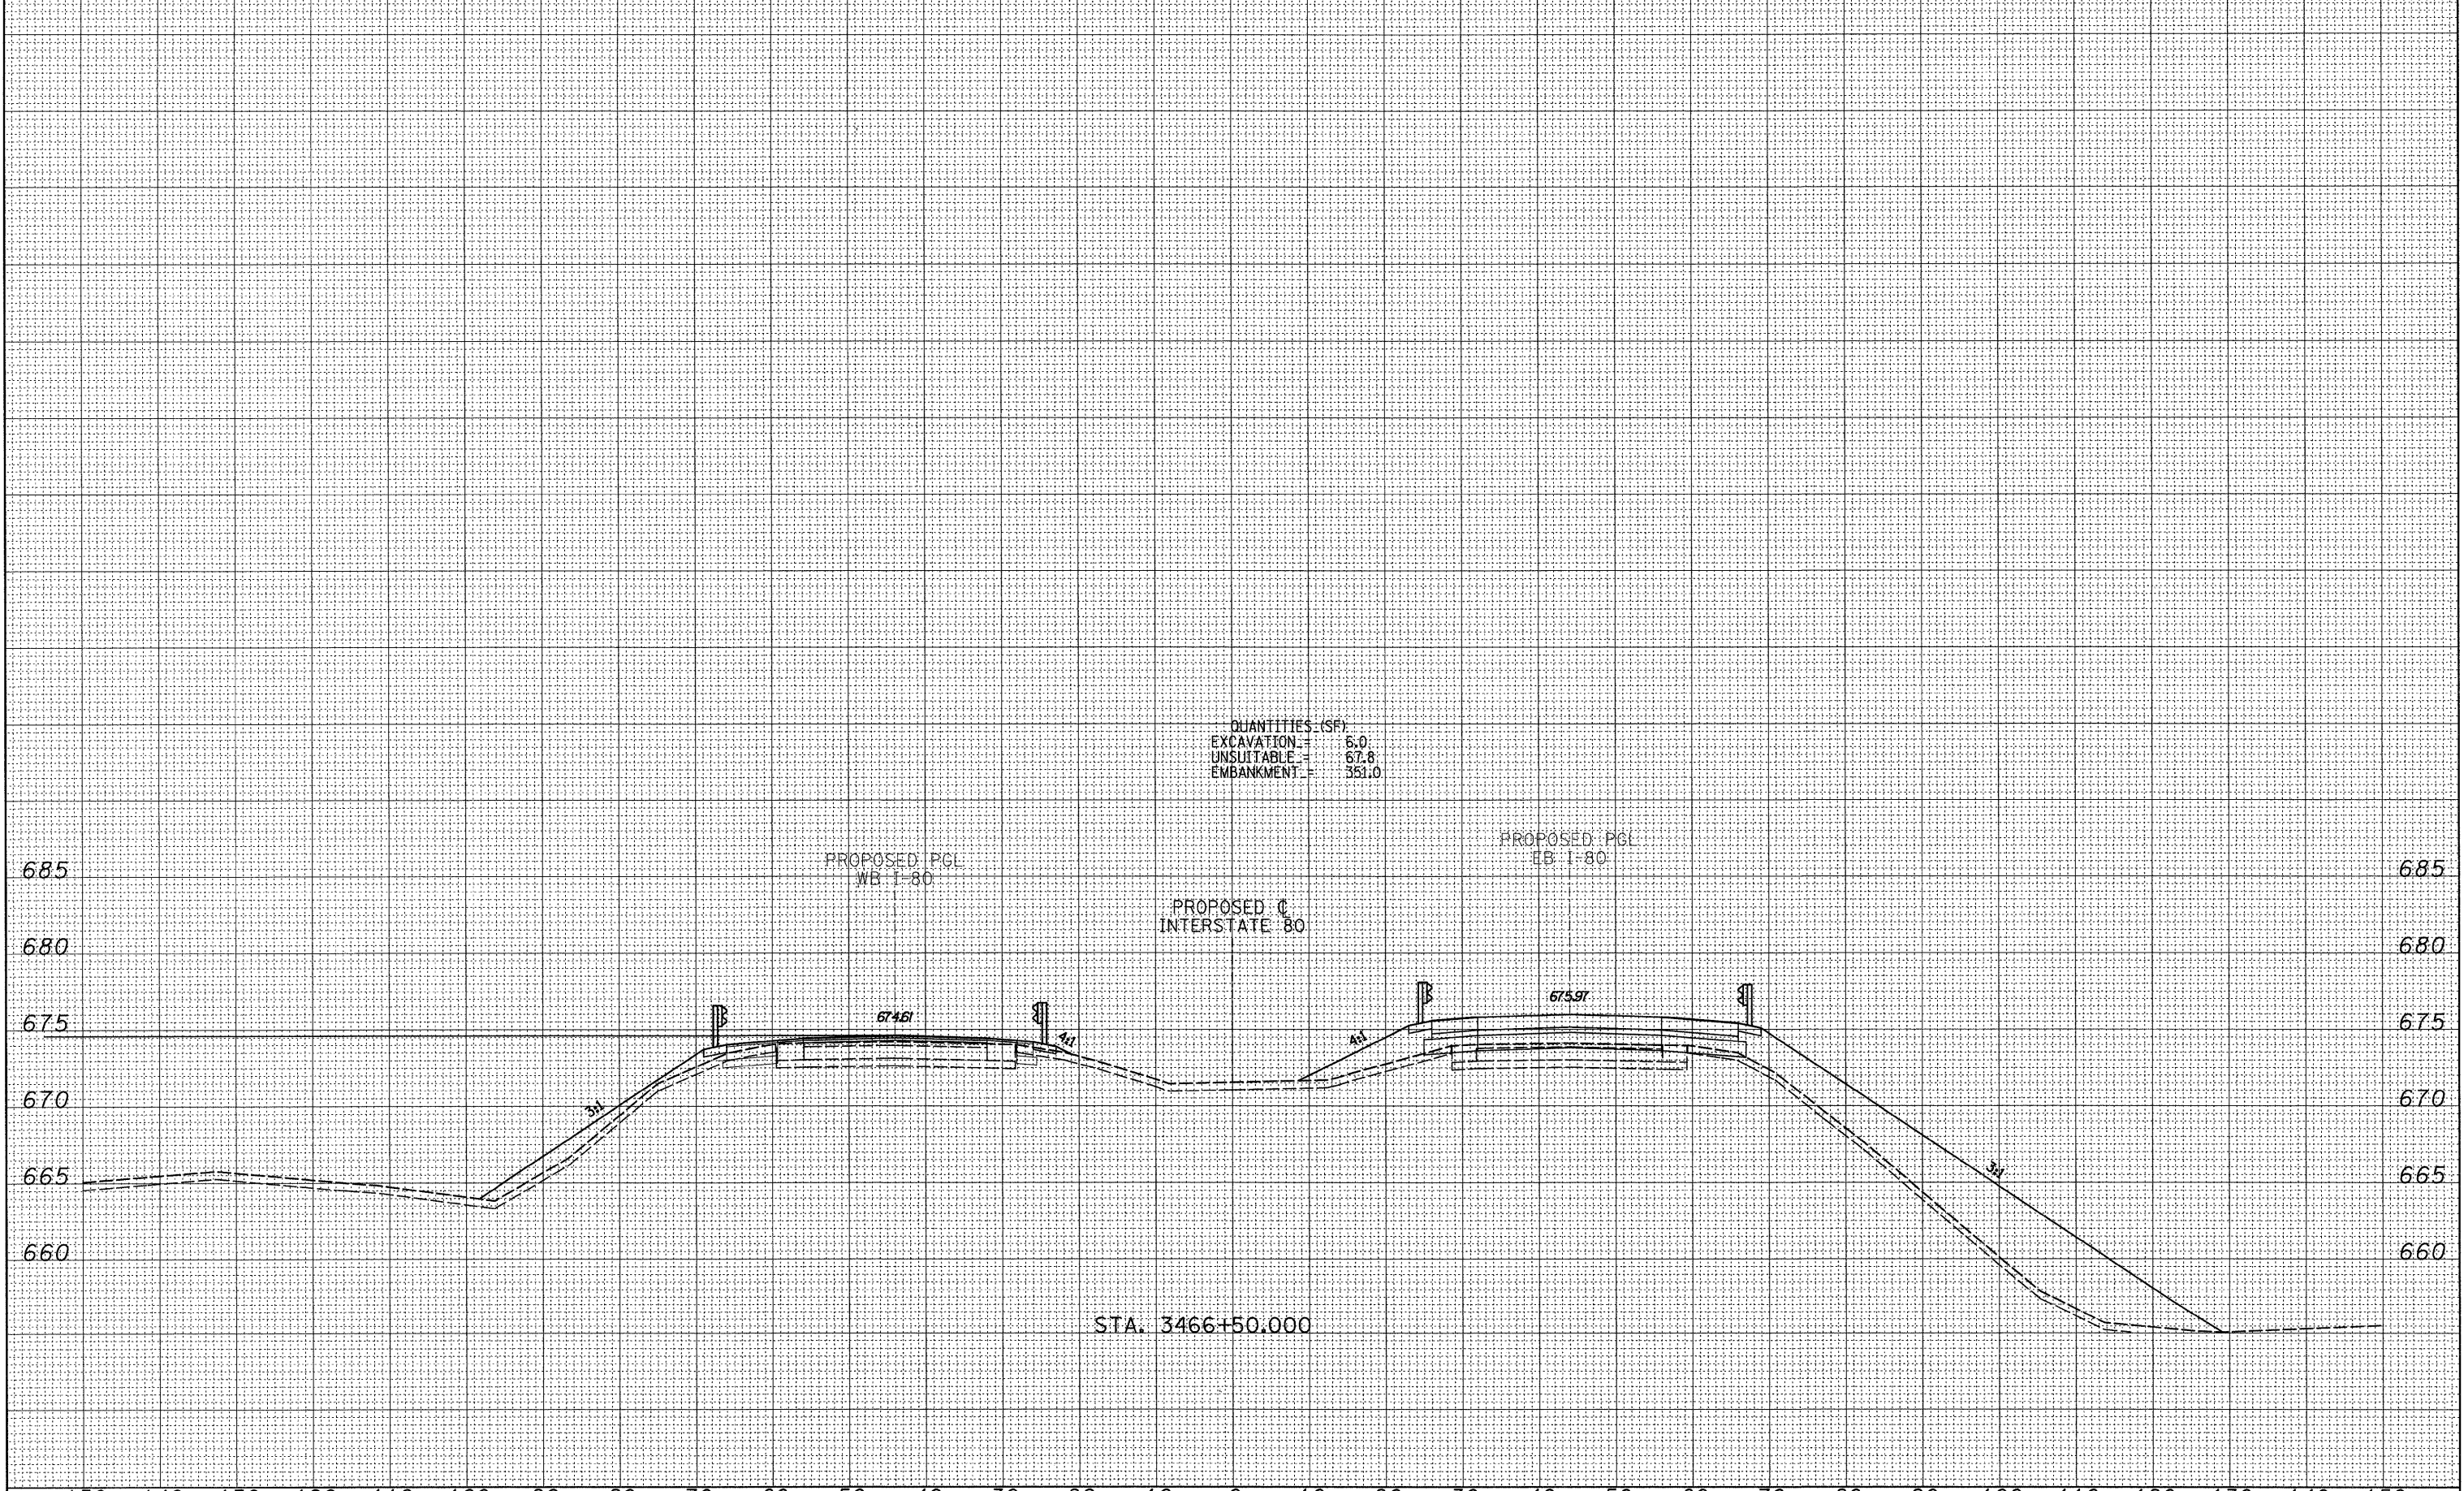 QUANTITIES (SF)
EXCAVATION = 6.0
UNSUITABLE = 67.8
EMBANKMENT = 351.0
PROPOSED PGL
EB I-80
PROPOSED PGL
WB I-80
685 685
PROPOSED ℄
INTERSTATE 80
680 680
675.97
674.61
675 675
4:1 4:1
670 670
3:1
3:1
665 665
660 660
STA. 3466+50.000